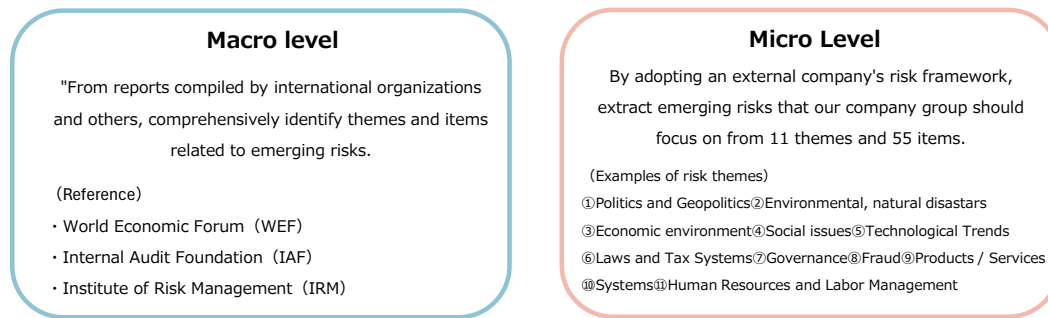 Macro level
"From reports compiled by international organizations
and others, comprehensively identify themes and items
related to emerging risks.
（Reference）
・World Economic Forum（WEF）
・Internal Audit Foundation（IAF）
・Institute of Risk Management（IRM）
Micro Level
By adopting an external company's risk framework,
extract emerging risks that our company group should
focus on from 11 themes and 55 items.
（Examples of risk themes）
①Politics and Geopolitics②Environmental, natural disastars
③Economic environment④Social issues⑤Technological Trends
⑥Laws and Tax Systems⑦Governance⑧Fraud⑨Products / Services
⑩Systems⑪Human Resources and Labor Management